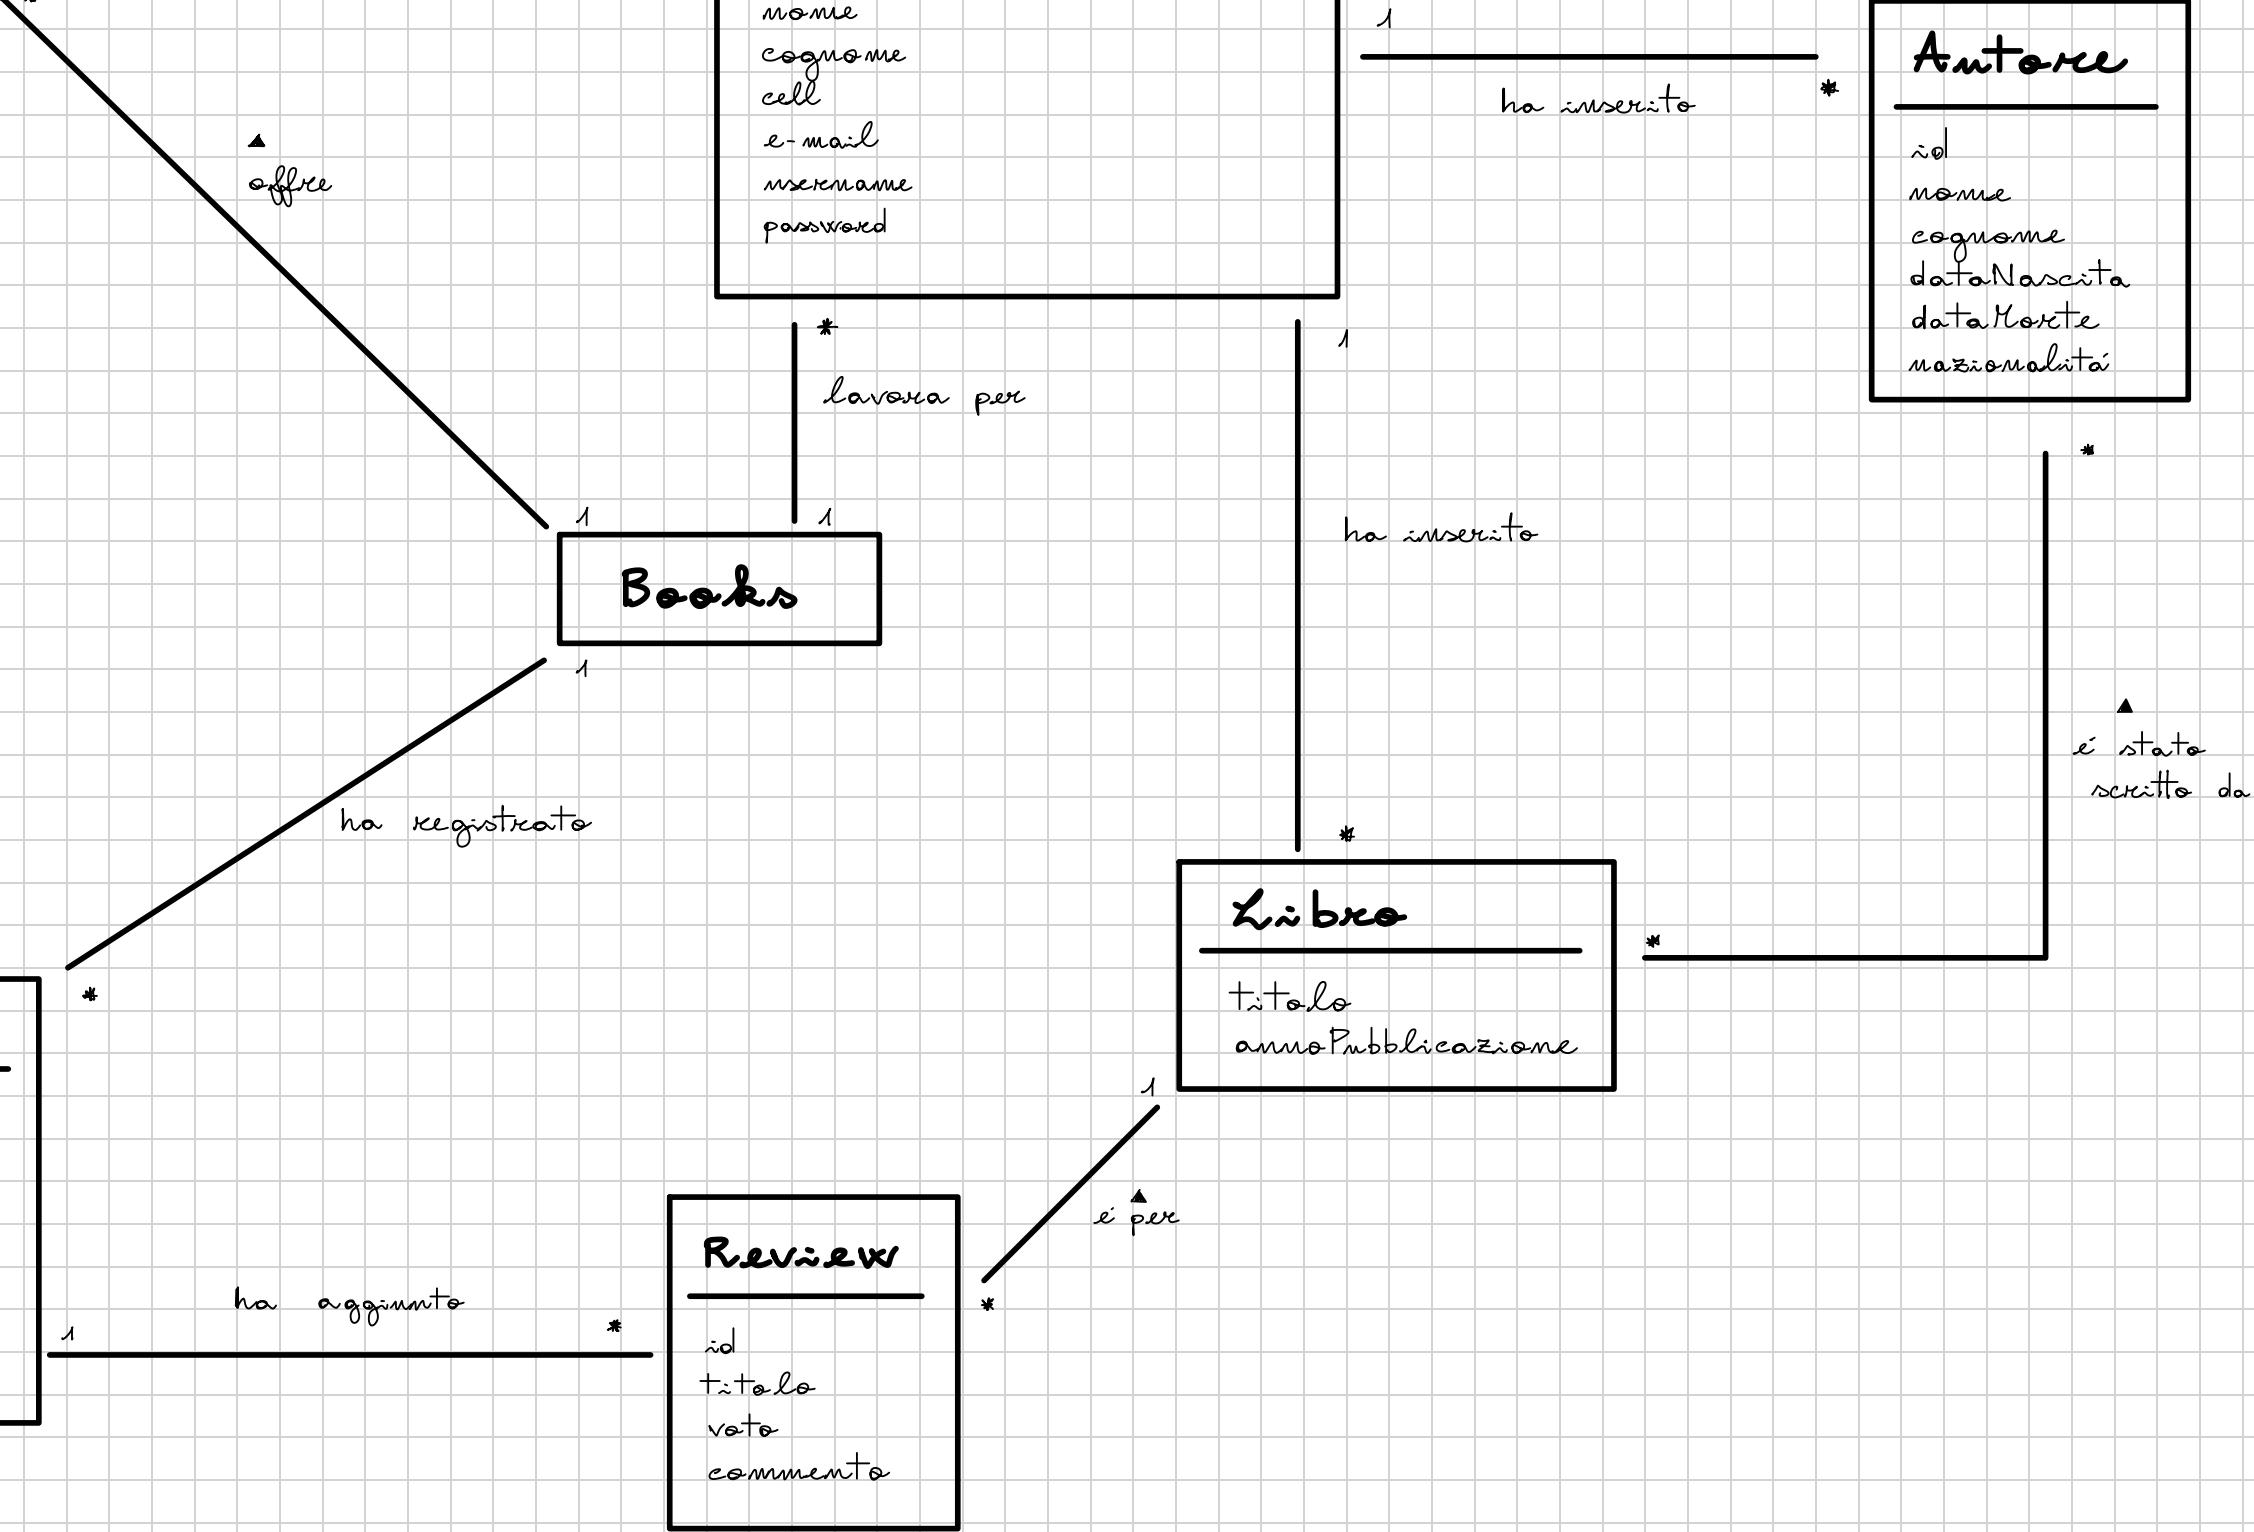 *
nome
cognome
cell
e-mail
username
password
1
ha inserito
*
Autore
id
nome
cognome
dataNascita
dataMorte
nazionalitá
offre
*
lavora per
1
1
Books
1
ha registrato
*
1
ha inserito
*
*
é stato
scritto da
*
Libro
titolo
annoPubblicazione
1
é per
*
Review
id
titolo
voto
commento
1
ha aggiunto
*